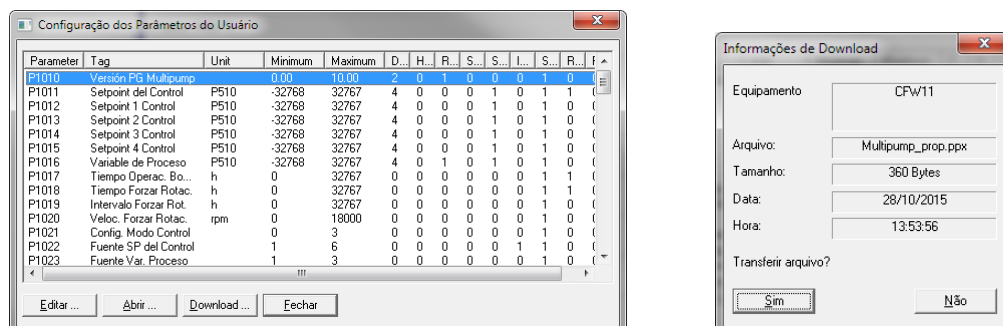 Configuração dos Parâmetros do Usuário
Parameter Tag Unit Minimum Maximum D... H... R... S... S... I... S... R... F
P1010 Versión PG Multipump 0.00 10.00 2 0 1 0 0 0 1 0
P1011 Setpoint del Control P510 -32768 32767 4 0 0 0 1 0 1 1
P1012 Setpoint 1 Control P510 -32768 32767 4 0 0 0 1 0 1 0
P1013 Setpoint 2 Control P510 -32768 32767 4 0 0 0 1 0 1 0
P1014 Setpoint 3 Control P510 -32768 32767 4 0 0 0 1 0 1 0
P1015 Setpoint 4 Control P510 -32768 32767 4 0 0 0 1 0 1 0
P1016 Variable de Proceso P510 -32768 32767 4 0 1 0 1 0 1 0
P1017 Tiempo Operac. Bo... h 0 32767 0 0 0 0 0 0 1 1
P1018 Tiempo Forzar Rotac. h 0 32767 0 0 0 0 0 0 1 1
P1019 Intervalo Forzar Rot. h 0 32767 0 0 0 0 0 0 1 0
P1020 Veloc. Forzar Rotac. rpm 0 18000 0 0 0 0 0 0 1 0
P1021 Config. Modo Control 0 3 0 0 0 0 0 0 1 0
P1022 Fuente SP del Control 1 6 0 0 0 0 0 1 1 0
P1023 Fuente Var. Proceso 1 3 0 0 0 0 0 0 1 0
Editar ... Abrir ... Download ... Fechar
Informações de Download
Equipamento CFW11
Arquivo: Multipump_prop.ppx
Tamanho: 360 Bytes
Data: 28/10/2015
Hora: 13:53:56
Transferir arquivo?
Sim Não